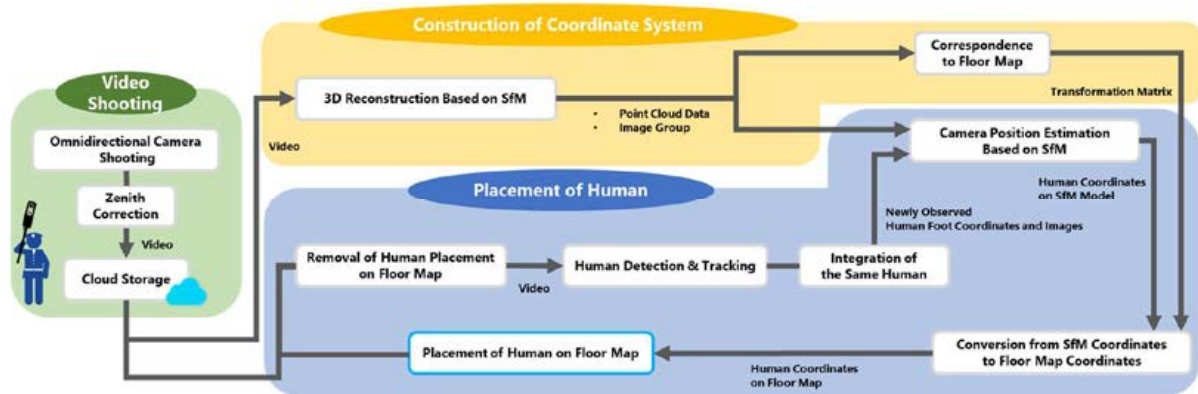 Construction of Coordinate System
Video
Shooting
Omnidirectional Camera
Shooting
Zenith
Correction
Video
Cloud Storage
Video
3D Reconstruction Based on SfM
• Point Cloud Data
• Image Group
Correspondence
to Floor Map
Transformation Matrix
Camera Position Estimation
Based on SfM
Human Coordinates
on SfM Model
Placement of Human
Newly Observed
Human Foot Coordinates and Images
Removal of Human Placement
on Floor Map
Video
Human Detection & Tracking
Integration of
the Same Human
Placement of Human on Floor Map
Human Coordinates
on Floor Map
Conversion from SfM Coordinates
to Floor Map Coordinates